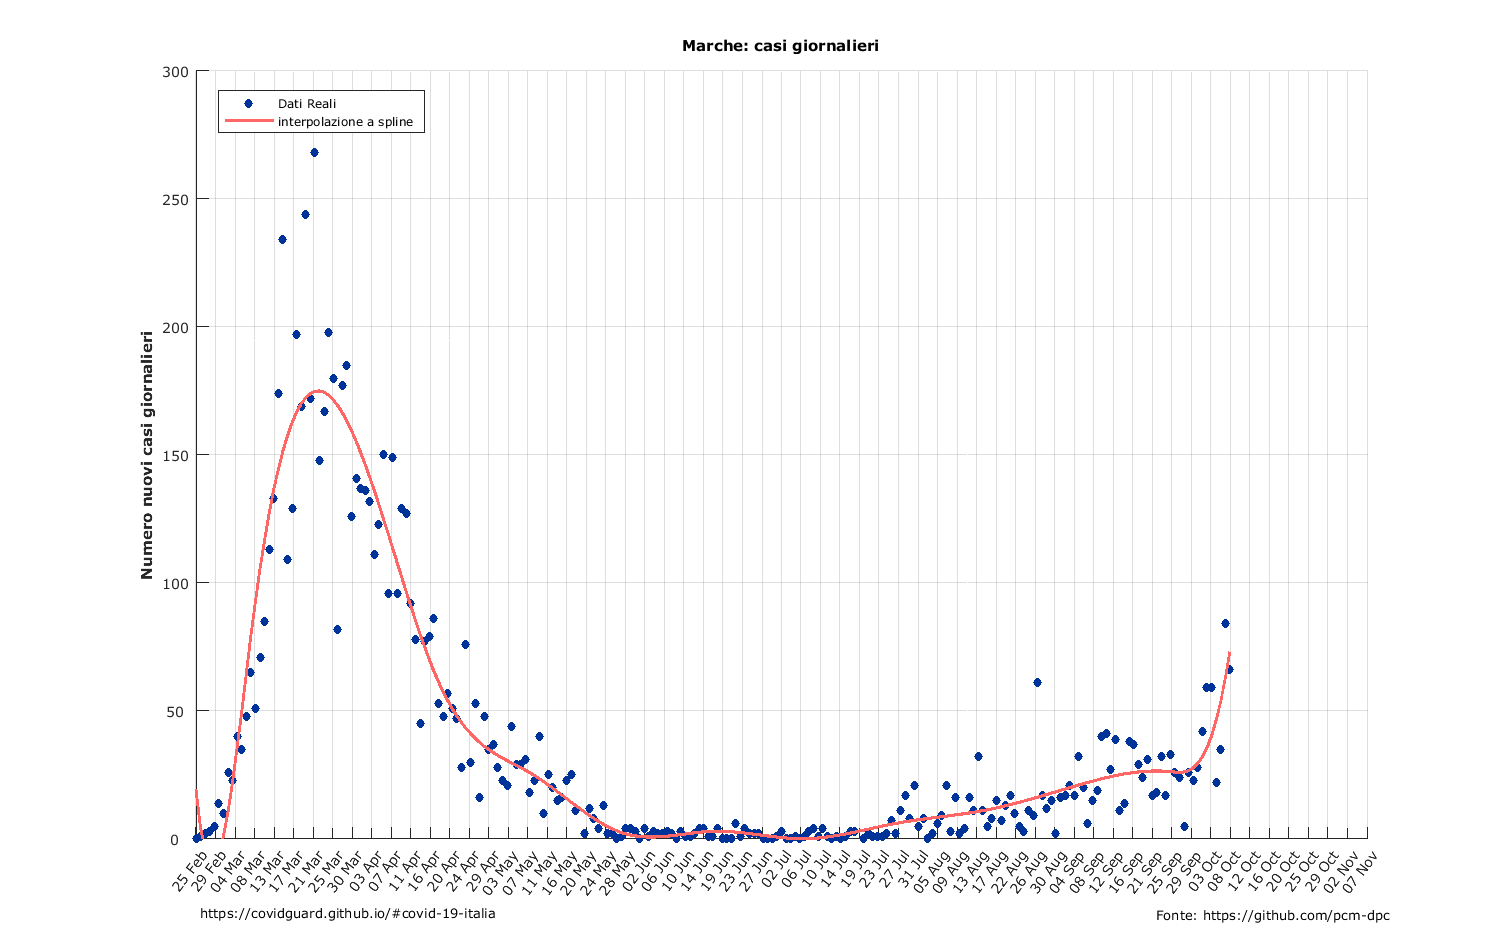 Marche: casi giornalieri
300
250
200
150
100
50
0
Numero nuovi casi giornalieri
Dati Reali
interpolazione a spline
25 Feb
29 Feb
04 Mar
08 Mar
13 Mar
17 Mar
21 Mar
25 Mar
30 Mar
03 Apr
07 Apr
11 Apr
16 Apr
20 Apr
24 Apr
29 Apr
03 May
07 May
11 May
16 May
20 May
24 May
28 May
02 Jun
06 Jun
10 Jun
14 Jun
19 Jun
23 Jun
27 Jun
02 Jul
06 Jul
10 Jul
14 Jul
19 Jul
23 Jul
27 Jul
31 Jul
05 Aug
09 Aug
13 Aug
17 Aug
22 Aug
26 Aug
30 Aug
04 Sep
08 Sep
12 Sep
16 Sep
21 Sep
25 Sep
29 Sep
03 Oct
08 Oct
12 Oct
16 Oct
20 Oct
25 Oct
29 Oct
02 Nov
07 Nov
https://covidguard.github.io/#covid-19-italia
Fonte: https://github.com/pcm-dpc